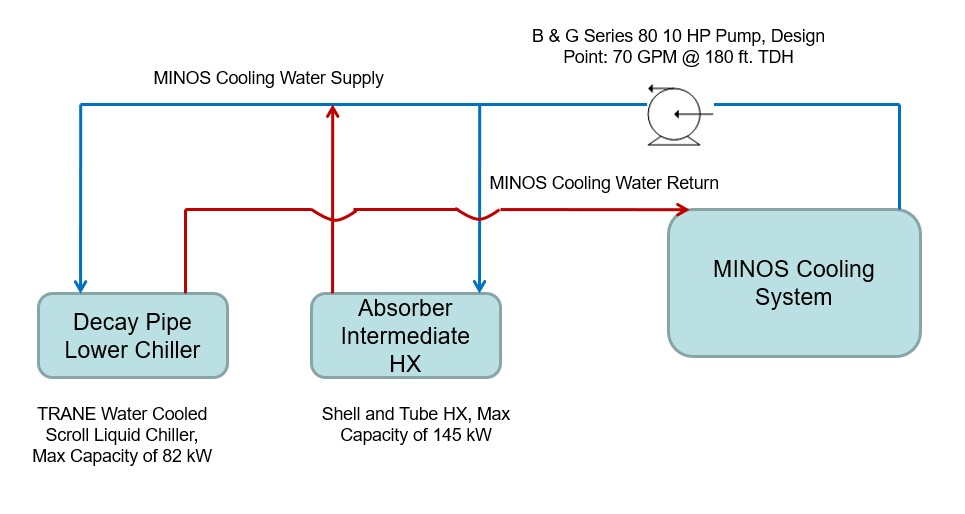 B & G Series 80 10 HP Pump, Design
Point: 70 GPM @ 180 ft. TDH
MINOS Cooling Water Supply
MINOS Cooling Water Return
MINOS Cooling
System
Decay Pipe
Lower Chiller
Absorber
Intermediate
HX
TRANE Water Cooled
Scroll Liquid Chiller,
Max Capacity of 82 kW
Shell and Tube HX, Max
Capacity of 145 kW